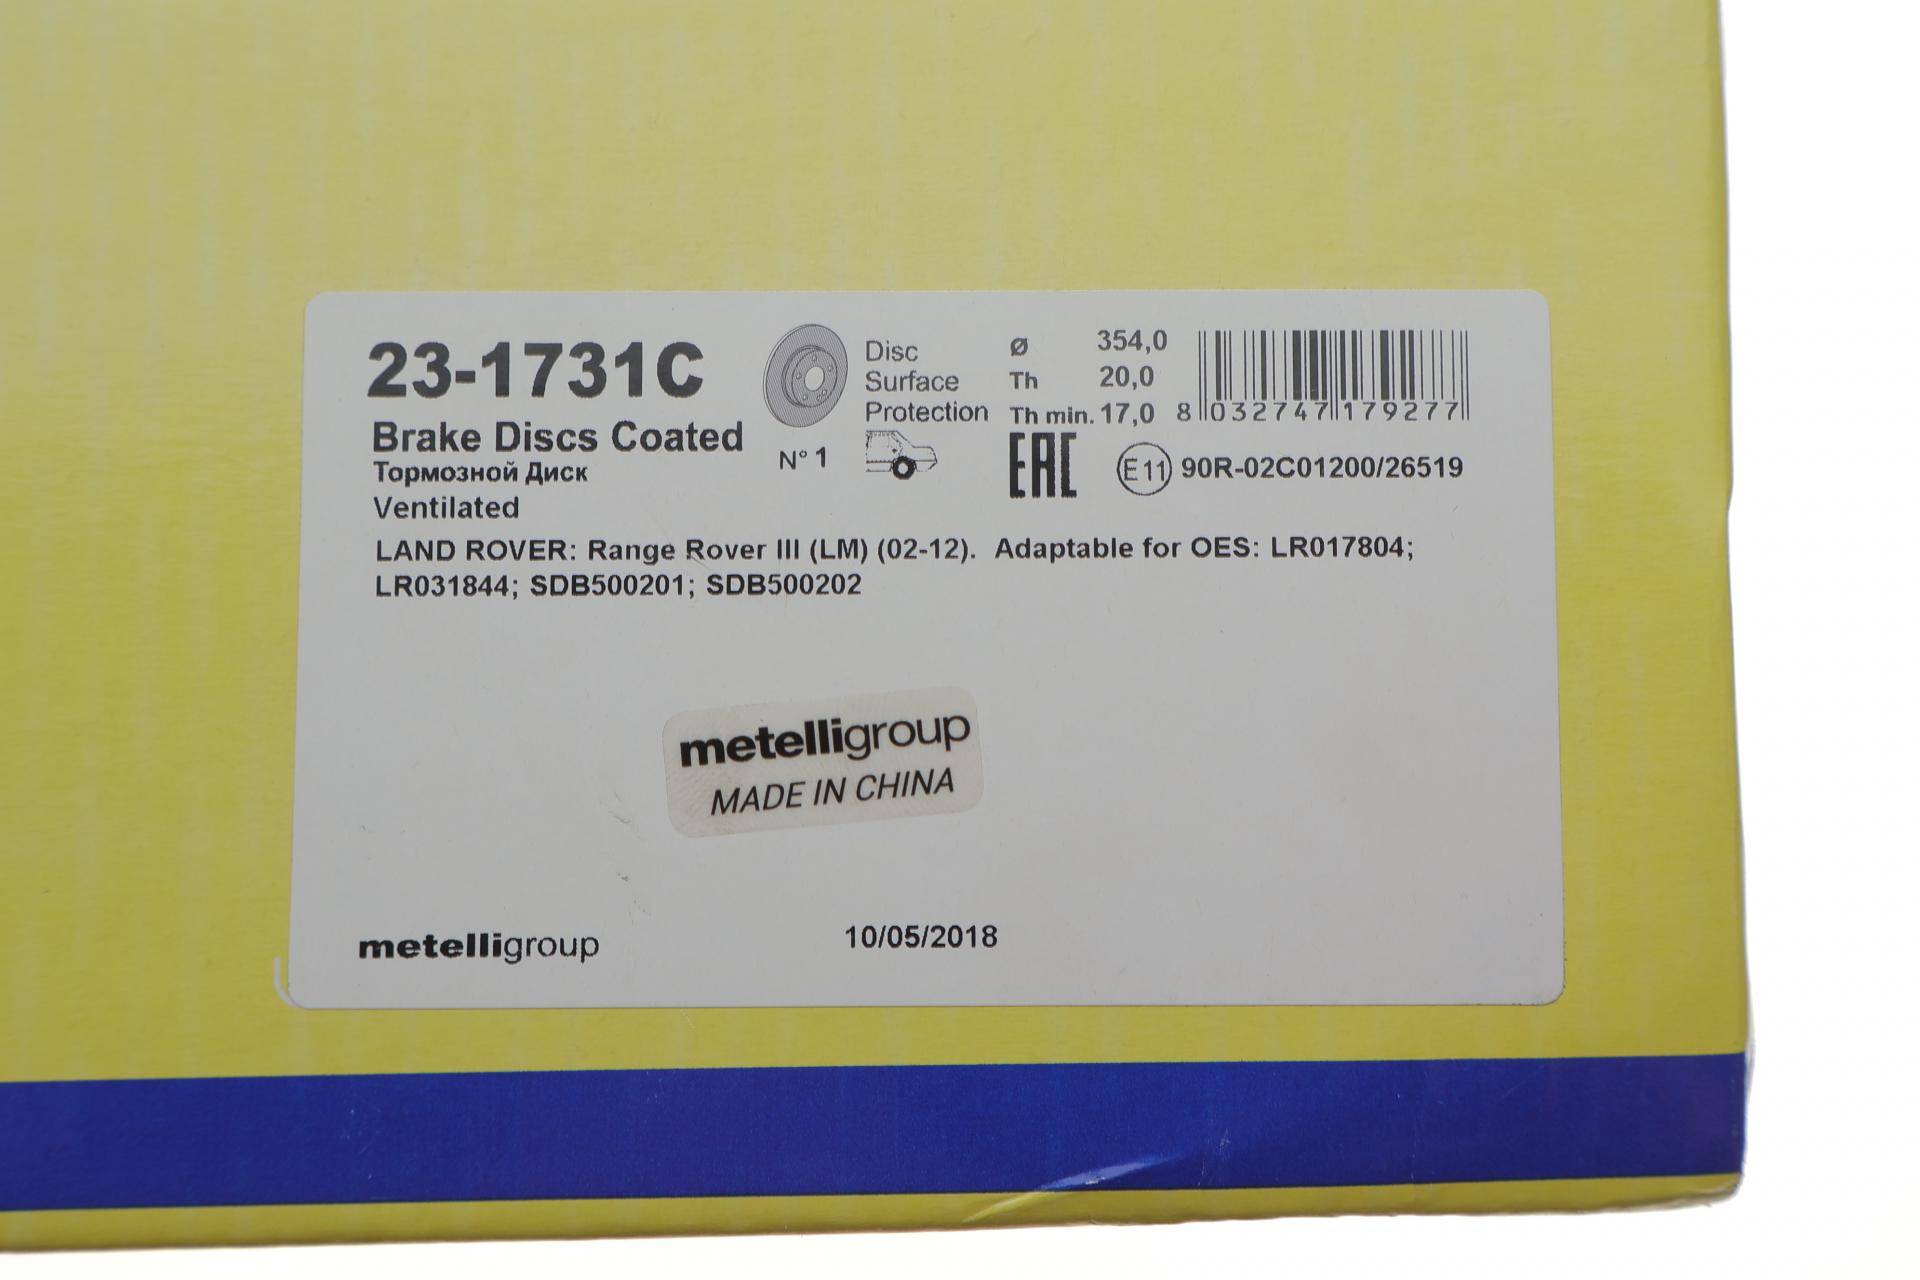 23-1731C
Brake Discs Coated
Тормозной Диск
Ventilated
N° 1
Disc
Surface
Protection
Ø 354,0
Th 20,0
Th min. 17,0
8 032747 179277
EAC
E11 90R-02C01200/26519
LAND ROVER: Range Rover III (LM) (02-12). Adaptable for OES: LR017804;
LR031844; SDB500201; SDB500202
metelligroup
MADE IN CHINA
metelligroup
10/05/2018